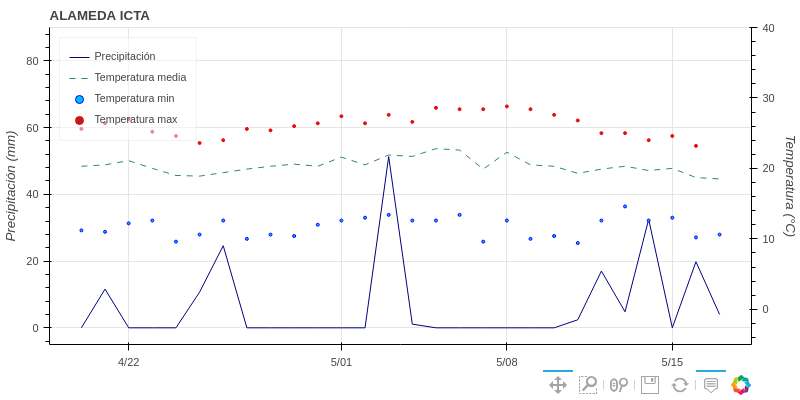 ALAMEDA ICTA
Precipitación
Temperatura media
Temperatura min
Temperatura max
Precipitación (mm)
80
60
40
20
0
Temperatura (°C)
40
30
20
10
0
4/22
5/01
5/08
5/15